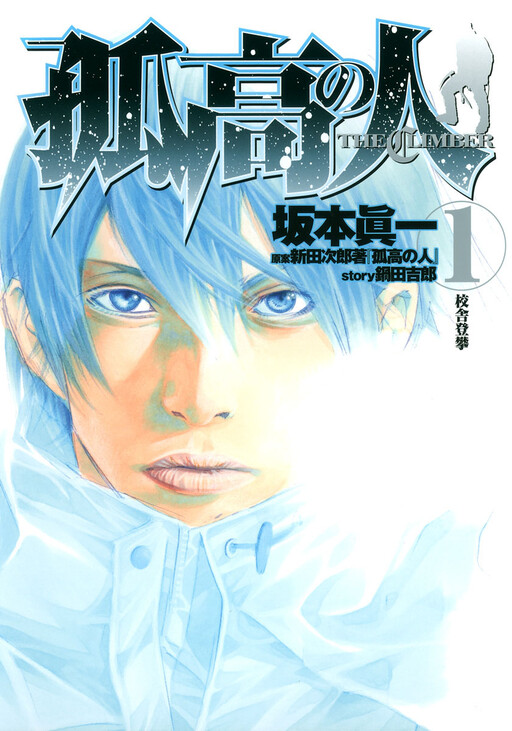 孤高の人
THE CLIMBER
坂本眞一
原案 新田次郎著『孤高の人』
story 鍋田吉郎
1
校舎登攀